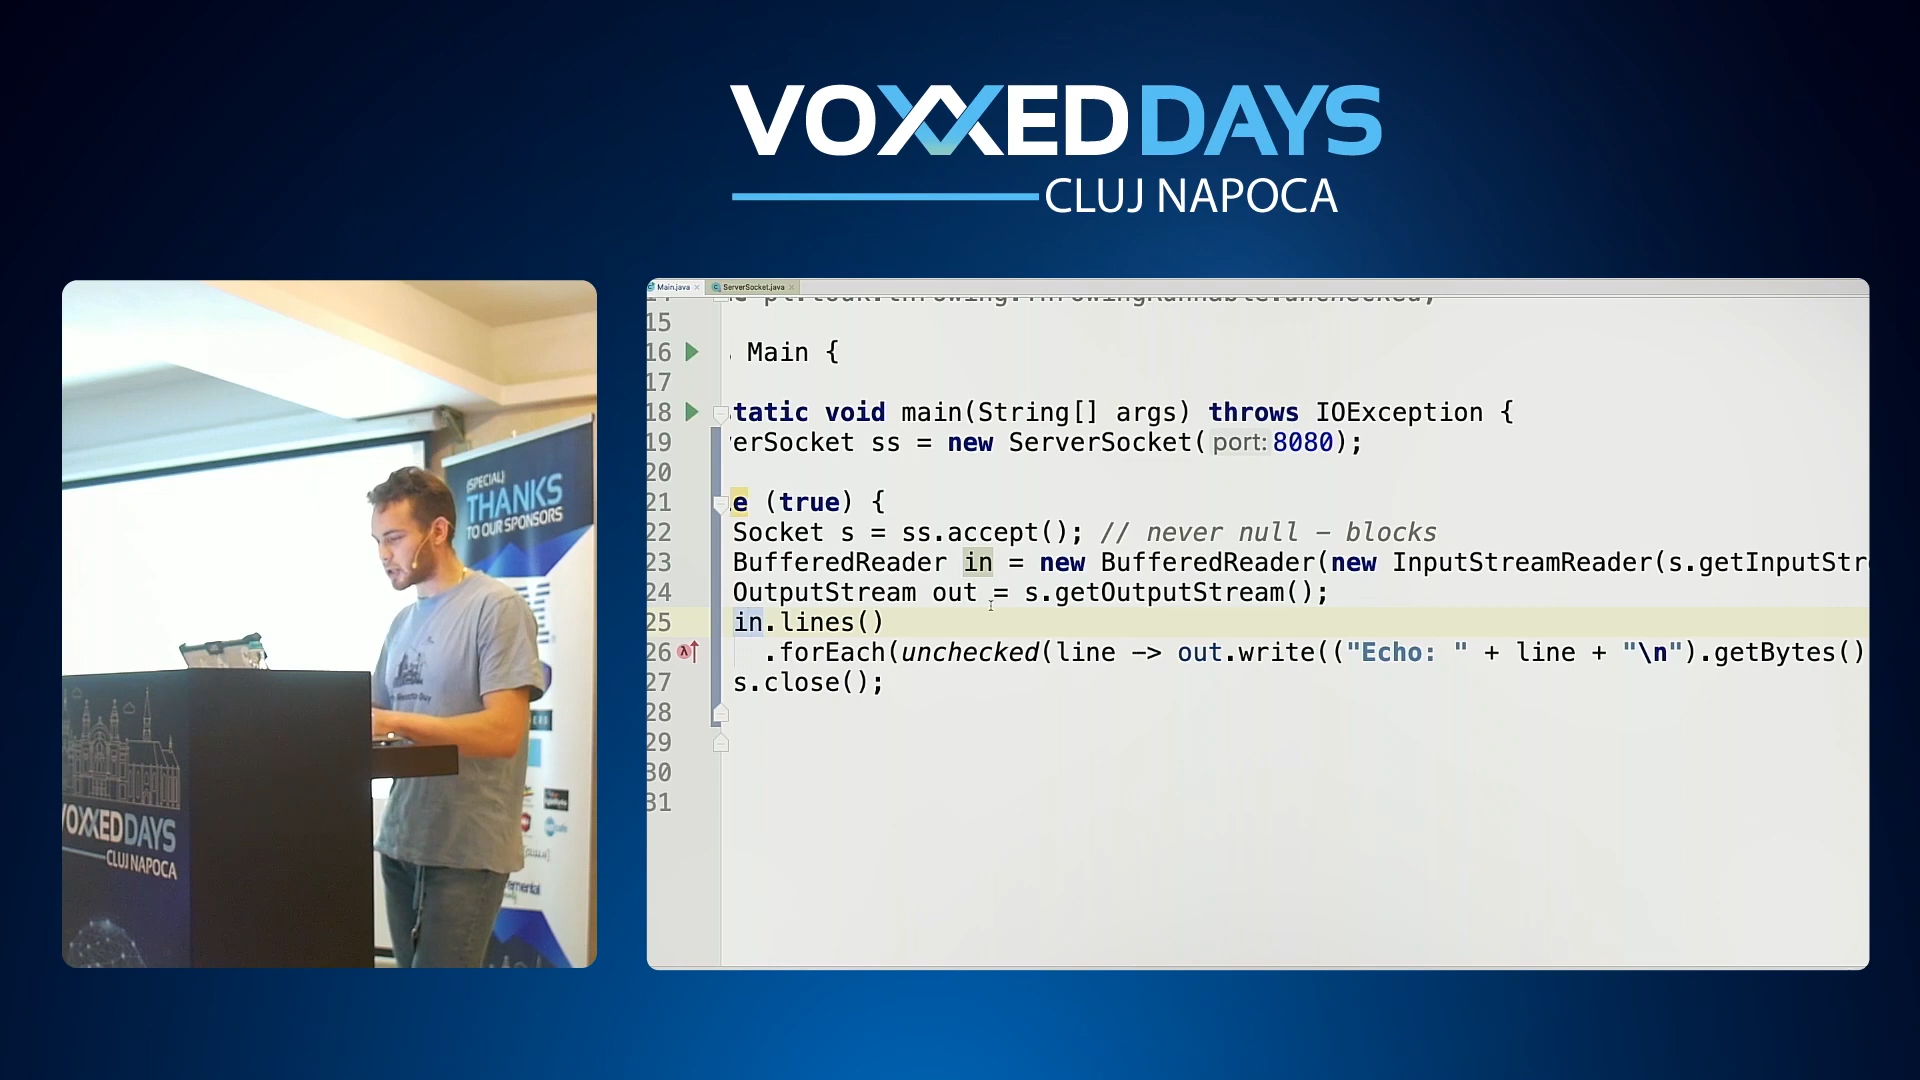 VOXXEDDAYS
CLUJ NAPOCA
(SPECIAL)
THANKS
TO OUR SPONSORS
VOXXEDDAYS
CLUJ NAPOCA
Main.java
ServerSocket.java
15
16 Main {
17
18 tatic void main(String[] args) throws IOException {
19 verSocket ss = new ServerSocket( port: 8080);
20
21 e (true) {
22 Socket s = ss.accept(); // never null – blocks
23 BufferedReader in = new BufferedReader(new InputStreamReader(s.getInputStr
24 OutputStream out = s.getOutputStream();
25 in.lines()
26 .forEach(unchecked(line -> out.write(("Echo: " + line + "\n").getBytes()
27 s.close();
28
29
30
31